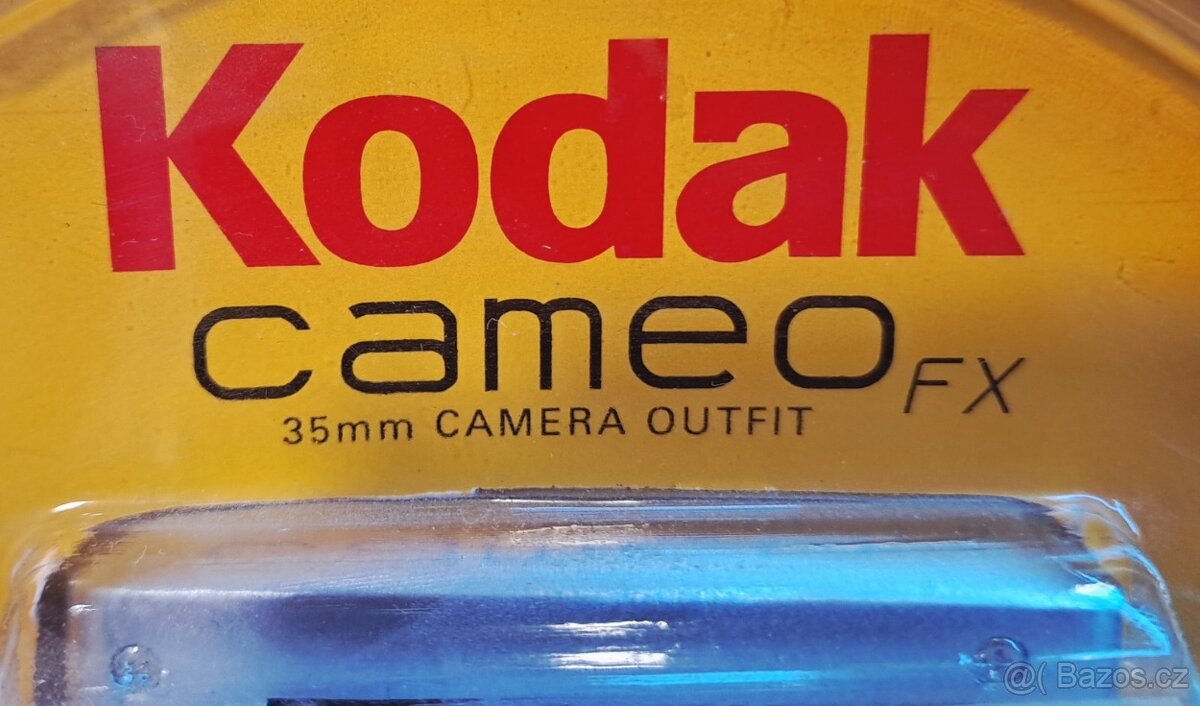 Kodak
cameo FX
35mm CAMERA OUTFIT
@( Bazos.cz